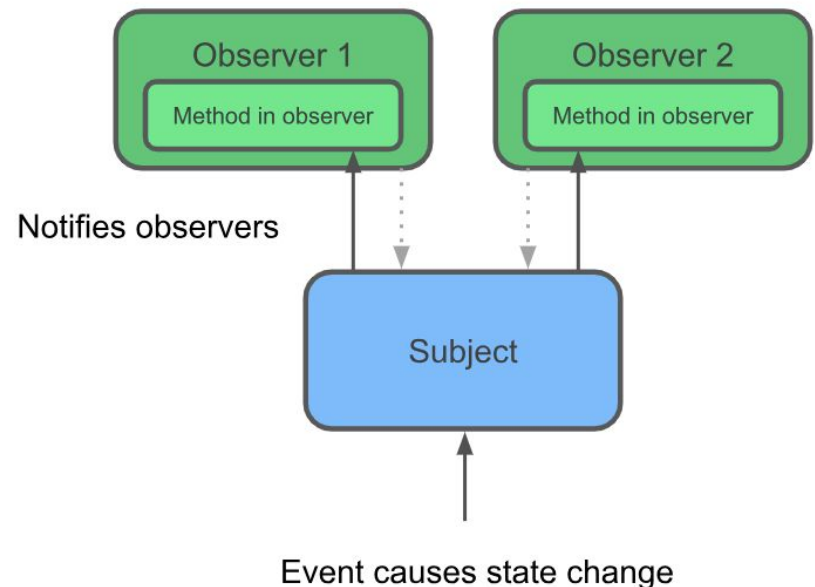 Observer 1
Observer 2
Method in observer
Method in observer
Notifies observers
Subject
Event causes state change